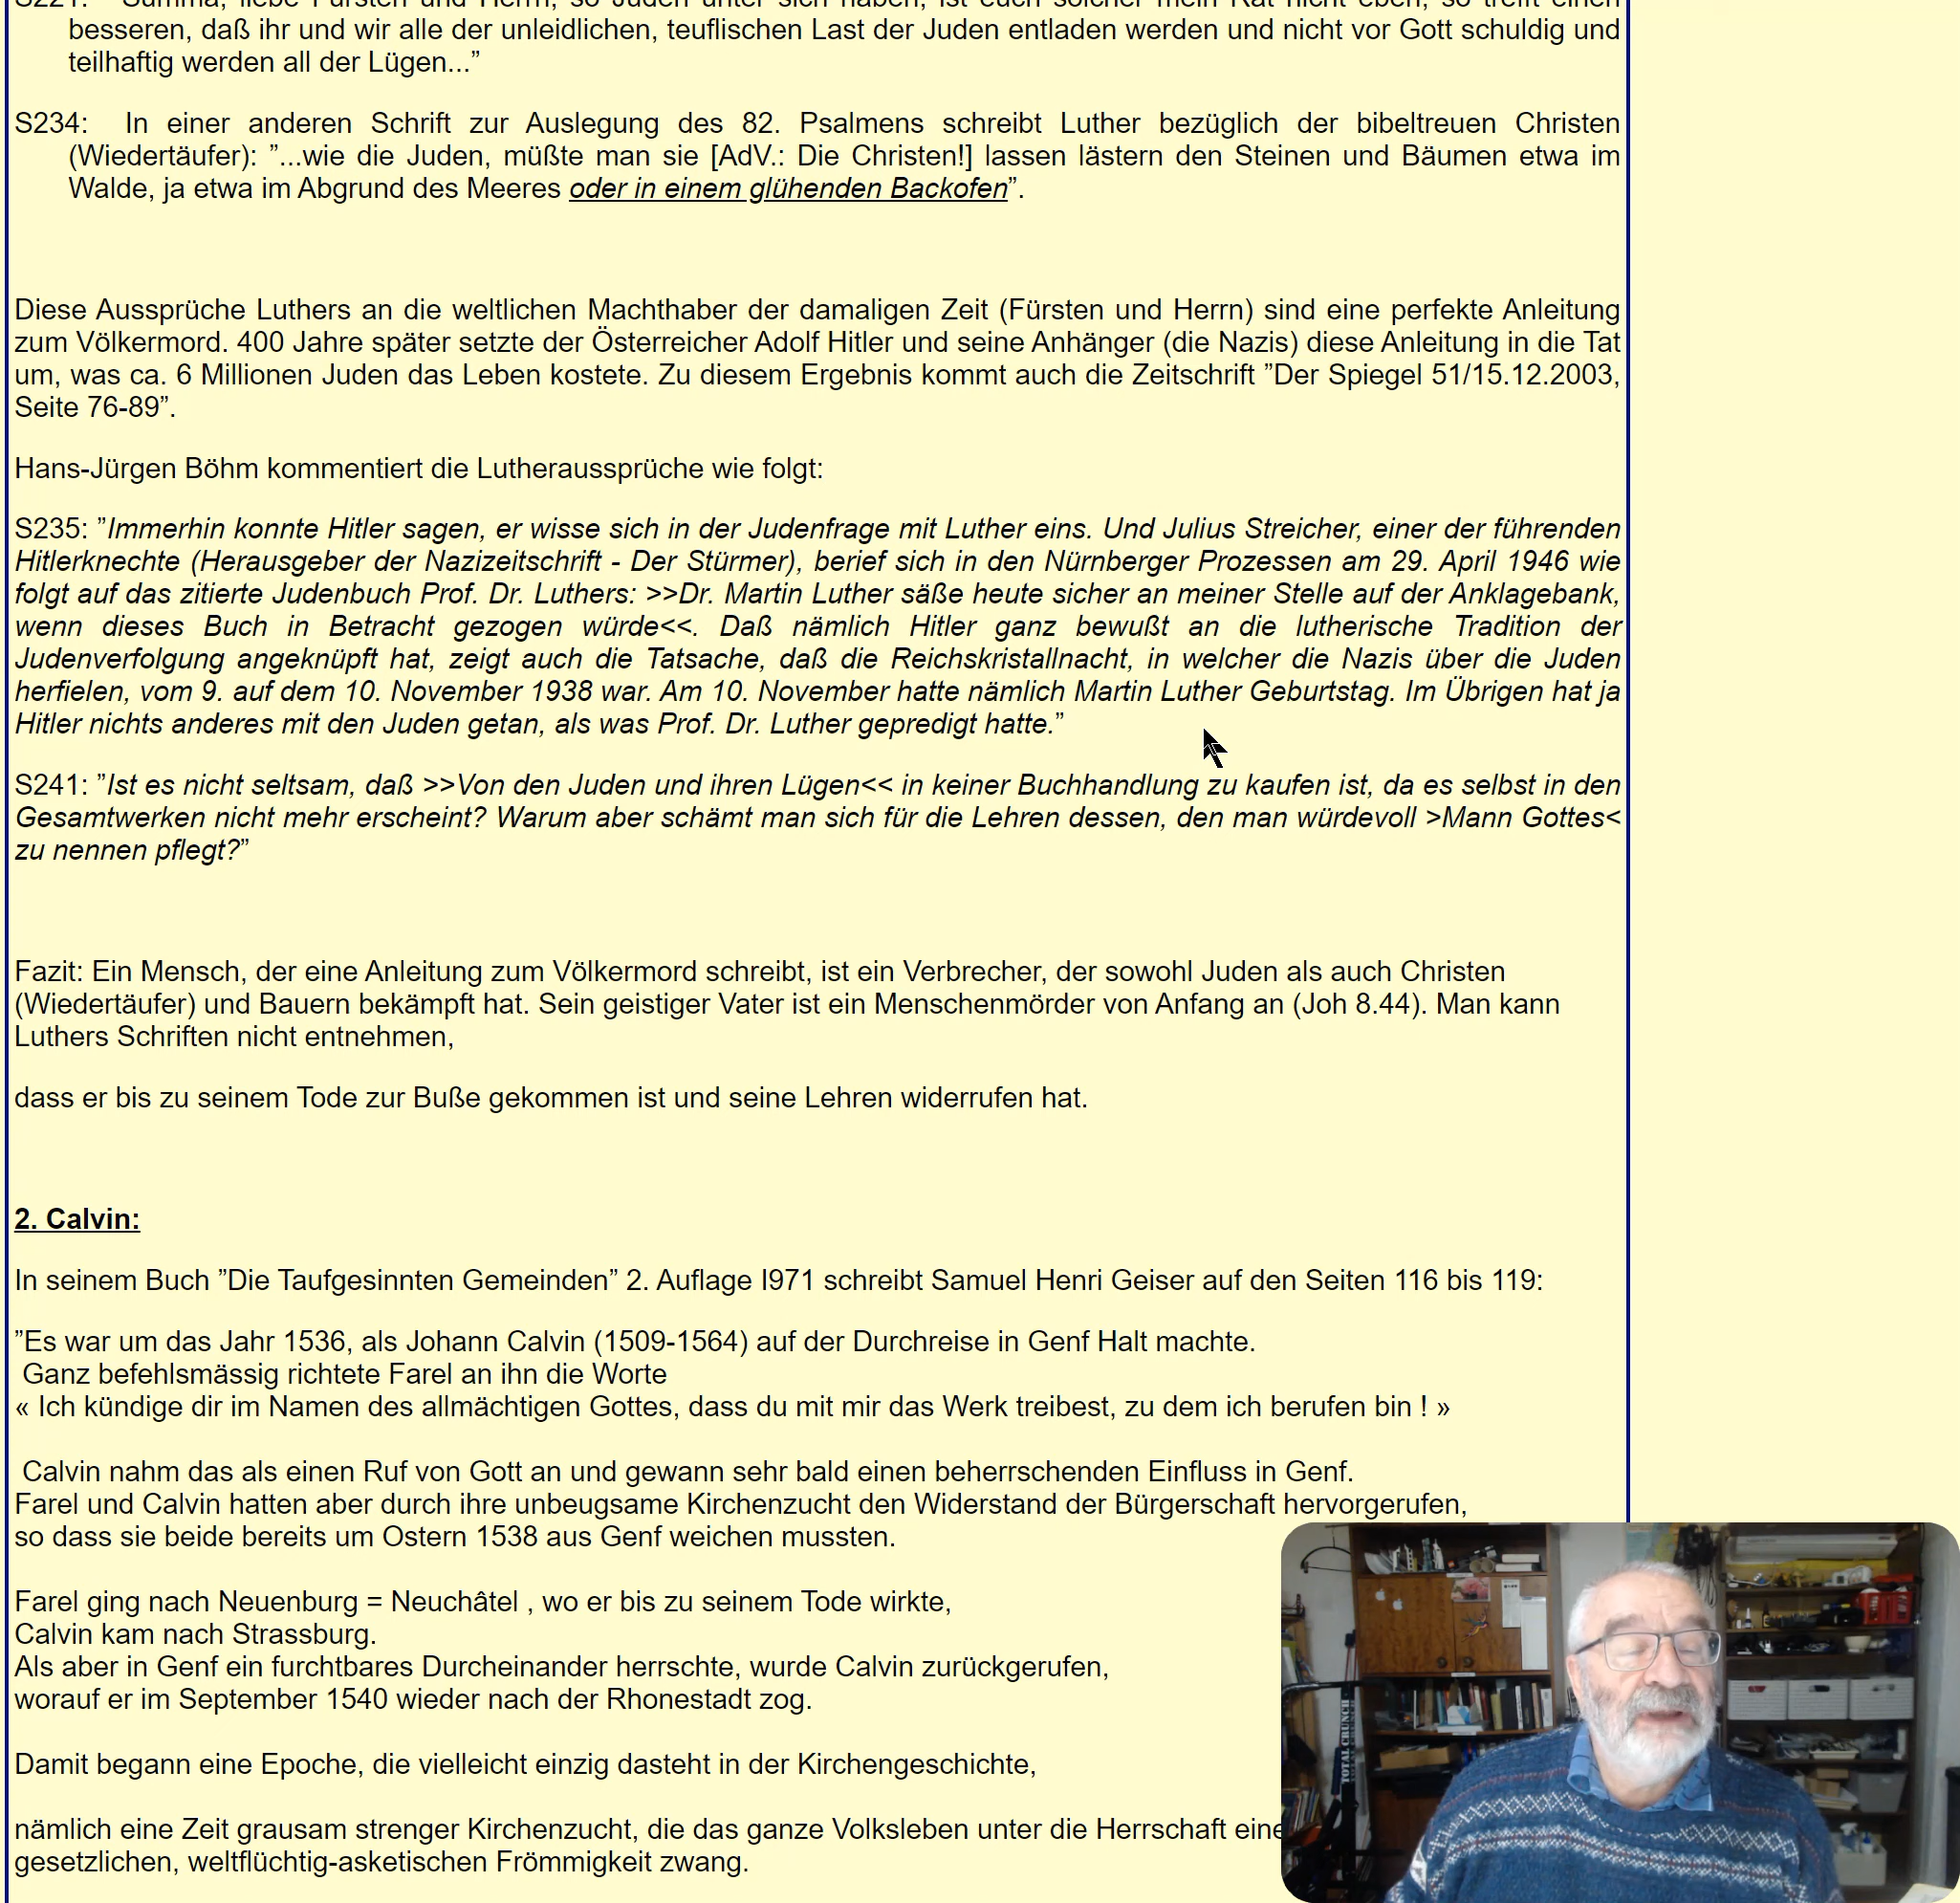 S221: "Summa, liebe Fürsten und Herrn, so Juden unter sich haben, ist euch solcher mein Rat nicht eben, so trefft einen
besseren, daß ihr und wir alle der unleidlichen, teuflischen Last der Juden entladen werden und nicht vor Gott schuldig und
teilhaftig werden all der Lügen...”
S234: In einer anderen Schrift zur Auslegung des 82. Psalmens schreibt Luther bezüglich der bibeltreuen Christen
(Wiedertäufer): ”...wie die Juden, müßte man sie [AdV.: Die Christen!] lassen lästern den Steinen und Bäumen etwa im
Walde, ja etwa im Abgrund des Meeres oder in einem glühenden Backofen”.
Diese Aussprüche Luthers an die weltlichen Machthaber der damaligen Zeit (Fürsten und Herrn) sind eine perfekte Anleitung
zum Völkermord. 400 Jahre später setzte der Österreicher Adolf Hitler und seine Anhänger (die Nazis) diese Anleitung in die Tat
um, was ca. 6 Millionen Juden das Leben kostete. Zu diesem Ergebnis kommt auch die Zeitschrift ”Der Spiegel 51/15.12.2003,
Seite 76-89”.
Hans-Jürgen Böhm kommentiert die Lutheraussprüche wie folgt:
S235: ”Immerhin konnte Hitler sagen, er wisse sich in der Judenfrage mit Luther eins. Und Julius Streicher, einer der führenden
Hitlerknechte (Herausgeber der Nazizeitschrift - Der Stürmer), berief sich in den Nürnberger Prozessen am 29. April 1946 wie
folgt auf das zitierte Judenbuch Prof. Dr. Luthers: >>Dr. Martin Luther säße heute sicher an meiner Stelle auf der Anklagebank,
wenn dieses Buch in Betracht gezogen würde<<. Daß nämlich Hitler ganz bewußt an die lutherische Tradition der
Judenverfolgung angeknüpft hat, zeigt auch die Tatsache, daß die Reichskristallnacht, in welcher die Nazis über die Juden
herfielen, vom 9. auf dem 10. November 1938 war. Am 10. November hatte nämlich Martin Luther Geburtstag. Im Übrigen hat ja
Hitler nichts anderes mit den Juden getan, als was Prof. Dr. Luther gepredigt hatte.”
S241: ”Ist es nicht seltsam, daß >>Von den Juden und ihren Lügen<< in keiner Buchhandlung zu kaufen ist, da es selbst in den
Gesamtwerken nicht mehr erscheint? Warum aber schämt man sich für die Lehren dessen, den man würdevoll >Mann Gottes<
zu nennen pflegt?”
Fazit: Ein Mensch, der eine Anleitung zum Völkermord schreibt, ist ein Verbrecher, der sowohl Juden als auch Christen
(Wiedertäufer) und Bauern bekämpft hat. Sein geistiger Vater ist ein Menschenmörder von Anfang an (Joh 8.44). Man kann
Luthers Schriften nicht entnehmen,
dass er bis zu seinem Tode zur Buße gekommen ist und seine Lehren widerrufen hat.
2. Calvin:
In seinem Buch ”Die Taufgesinnten Gemeinden” 2. Auflage I971 schreibt Samuel Henri Geiser auf den Seiten 116 bis 119:
”Es war um das Jahr 1536, als Johann Calvin (1509-1564) auf der Durchreise in Genf Halt machte.
Ganz befehlsmässig richtete Farel an ihn die Worte
« Ich kündige dir im Namen des allmächtigen Gottes, dass du mit mir das Werk treibest, zu dem ich berufen bin ! »
Calvin nahm das als einen Ruf von Gott an und gewann sehr bald einen beherrschenden Einfluss in Genf.
Farel und Calvin hatten aber durch ihre unbeugsame Kirchenzucht den Widerstand der Bürgerschaft hervorgerufen,
so dass sie beide bereits um Ostern 1538 aus Genf weichen mussten.
Farel ging nach Neuenburg = Neuchâtel , wo er bis zu seinem Tode wirkte,
Calvin kam nach Strassburg.
Als aber in Genf ein furchtbares Durcheinander herrschte, wurde Calvin zurückgerufen,
worauf er im September 1540 wieder nach der Rhonestadt zog.
Damit begann eine Epoche, die vielleicht einzig dasteht in der Kirchengeschichte,
nämlich eine Zeit grausam strenger Kirchenzucht, die das ganze Volksleben unter die Herrschaft eine
gesetzlichen, weltflüchtig-asketischen Frömmigkeit zwang.
TOTAL CRUNCH